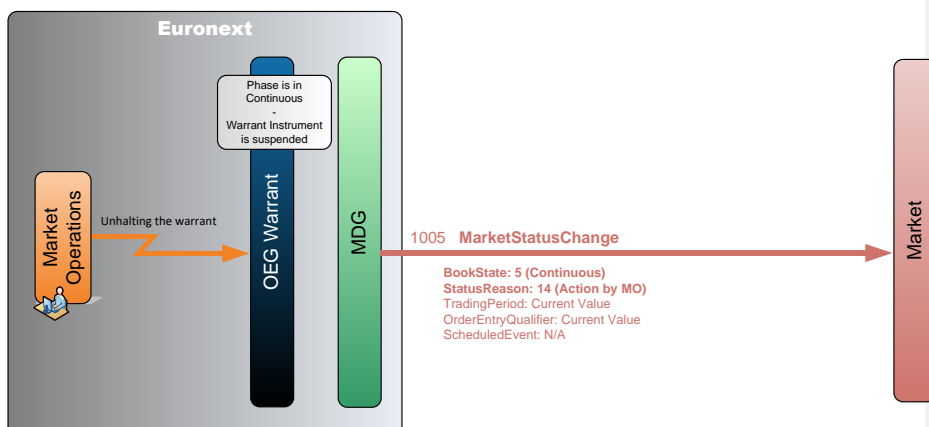 Euronext
Phase is in
Continuous
-
Warrant Instrument
is suspended
Market
Operations
Unhalting the warrant
OEG Warrant
MDG
1005 MarketStatusChange
BookState: 5 (Continuous)
StatusReason: 14 (Action by MO)
TradingPeriod: Current Value
OrderEntryQualifier: Current Value
ScheduledEvent: N/A
Market